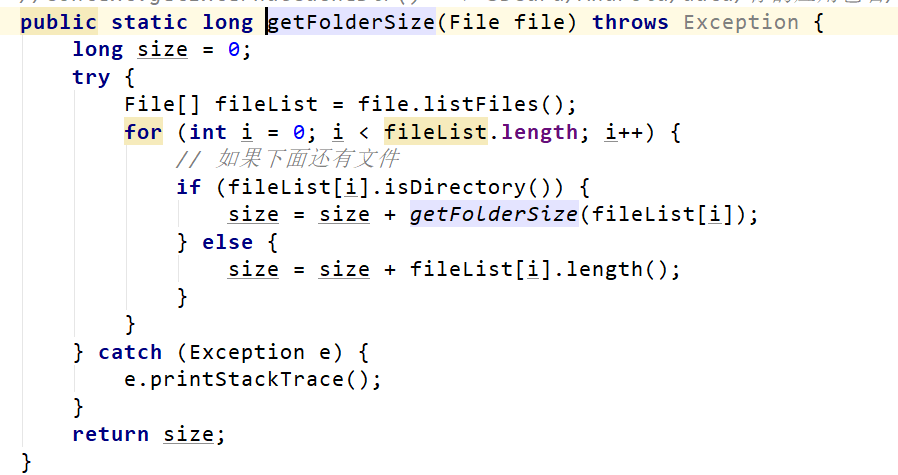 public static long getFolderSize(File file) throws Exception {
    long size = 0;
    try {
        File[] fileList = file.listFiles();
        for (int i = 0; i < fileList.length; i++) {
            // 如果下面还有文件
            if (fileList[i].isDirectory()) {
                size = size + getFolderSize(fileList[i]);
            } else {
                size = size + fileList[i].length();
            }
        }
    } catch (Exception e) {
        e.printStackTrace();
    }
    return size;
}